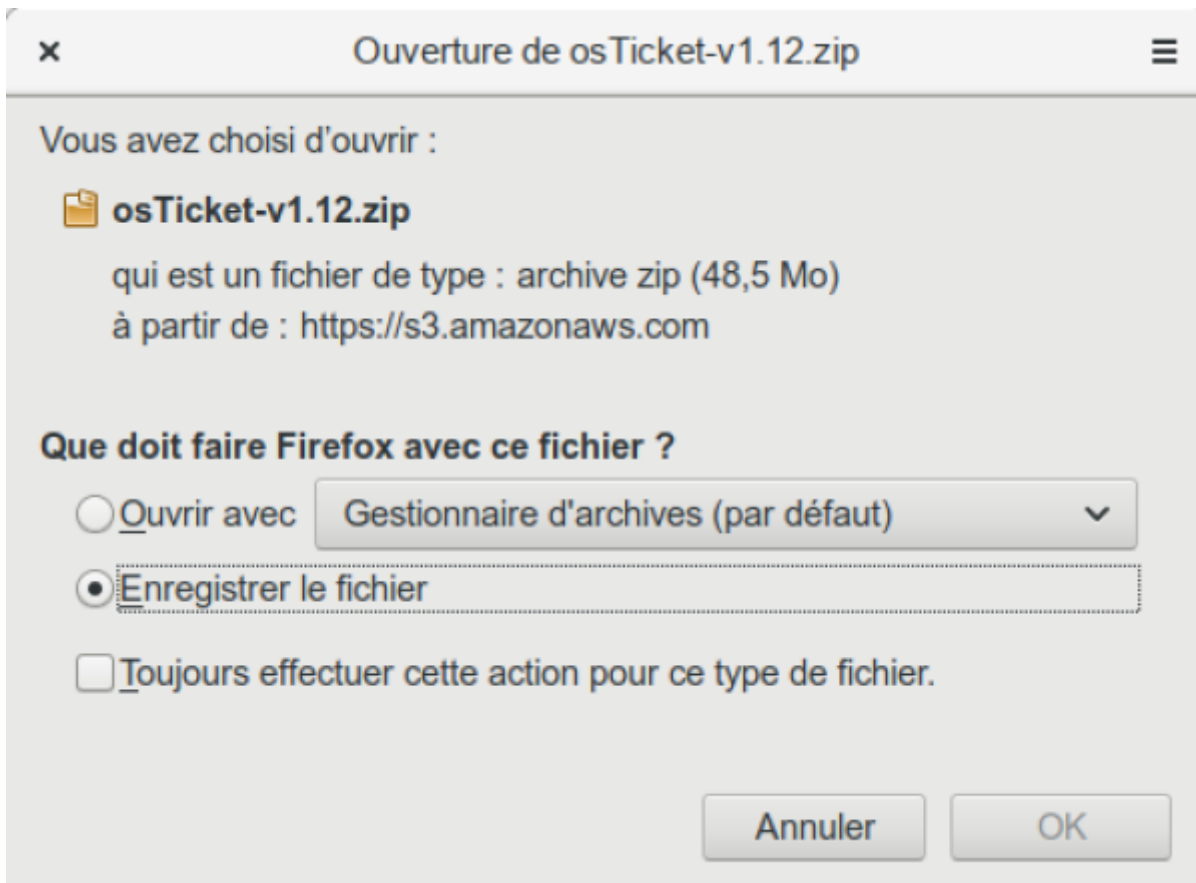 Ouverture de osTicket-v1.12.zip
Vous avez choisi d'ouvrir :
osTicket-v1.12.zip
qui est un fichier de type : archive zip (48,5 Mo)
à partir de : https://s3.amazonaws.com
Que doit faire Firefox avec ce fichier ?
Ouvrir avec Gestionnaire d'archives (par défaut)
Enregistrer le fichier
Toujours effectuer cette action pour ce type de fichier.
Annuler OK